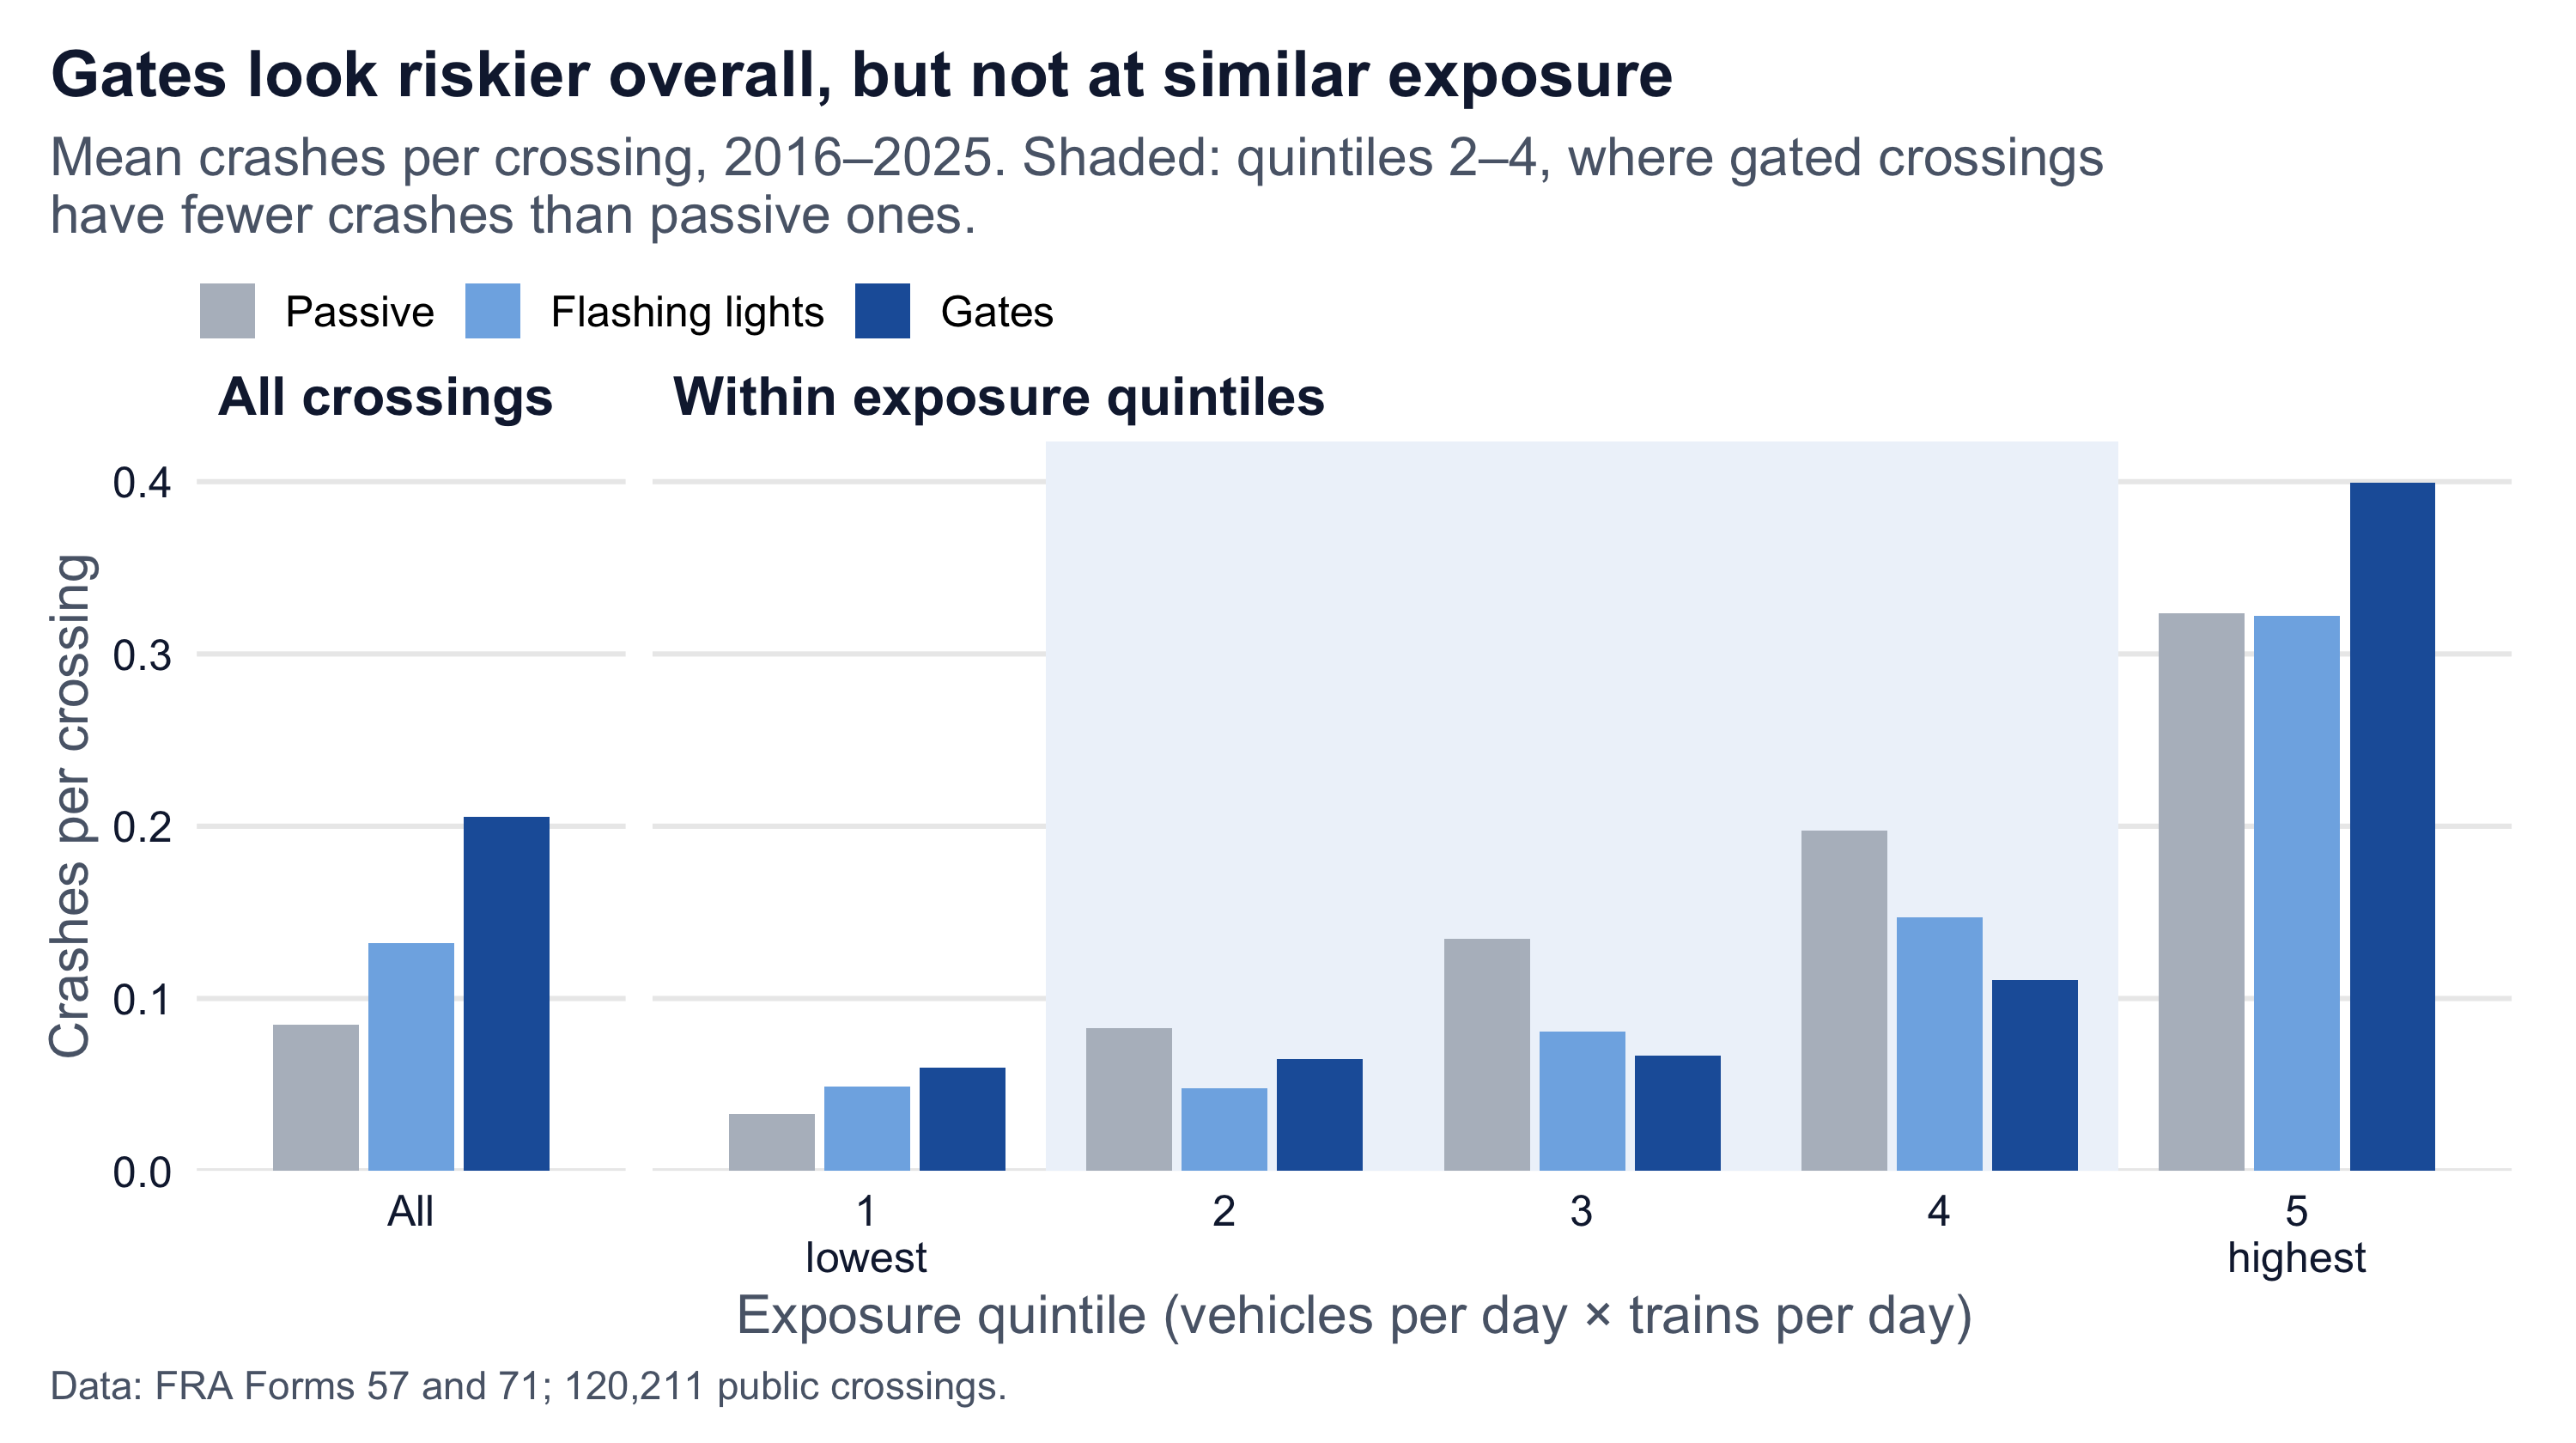 Gates look riskier overall, but not at similar exposure
Mean crashes per crossing, 2016–2025. Shaded: quintiles 2–4, where gated crossings
have fewer crashes than passive ones.
Passive
Flashing lights
Gates
All crossings
Within exposure quintiles
Crashes per crossing
0.4
0.3
0.2
0.1
0.0
All
1
lowest
2
3
4
5
highest
Exposure quintile (vehicles per day × trains per day)
Data: FRA Forms 57 and 71; 120,211 public crossings.